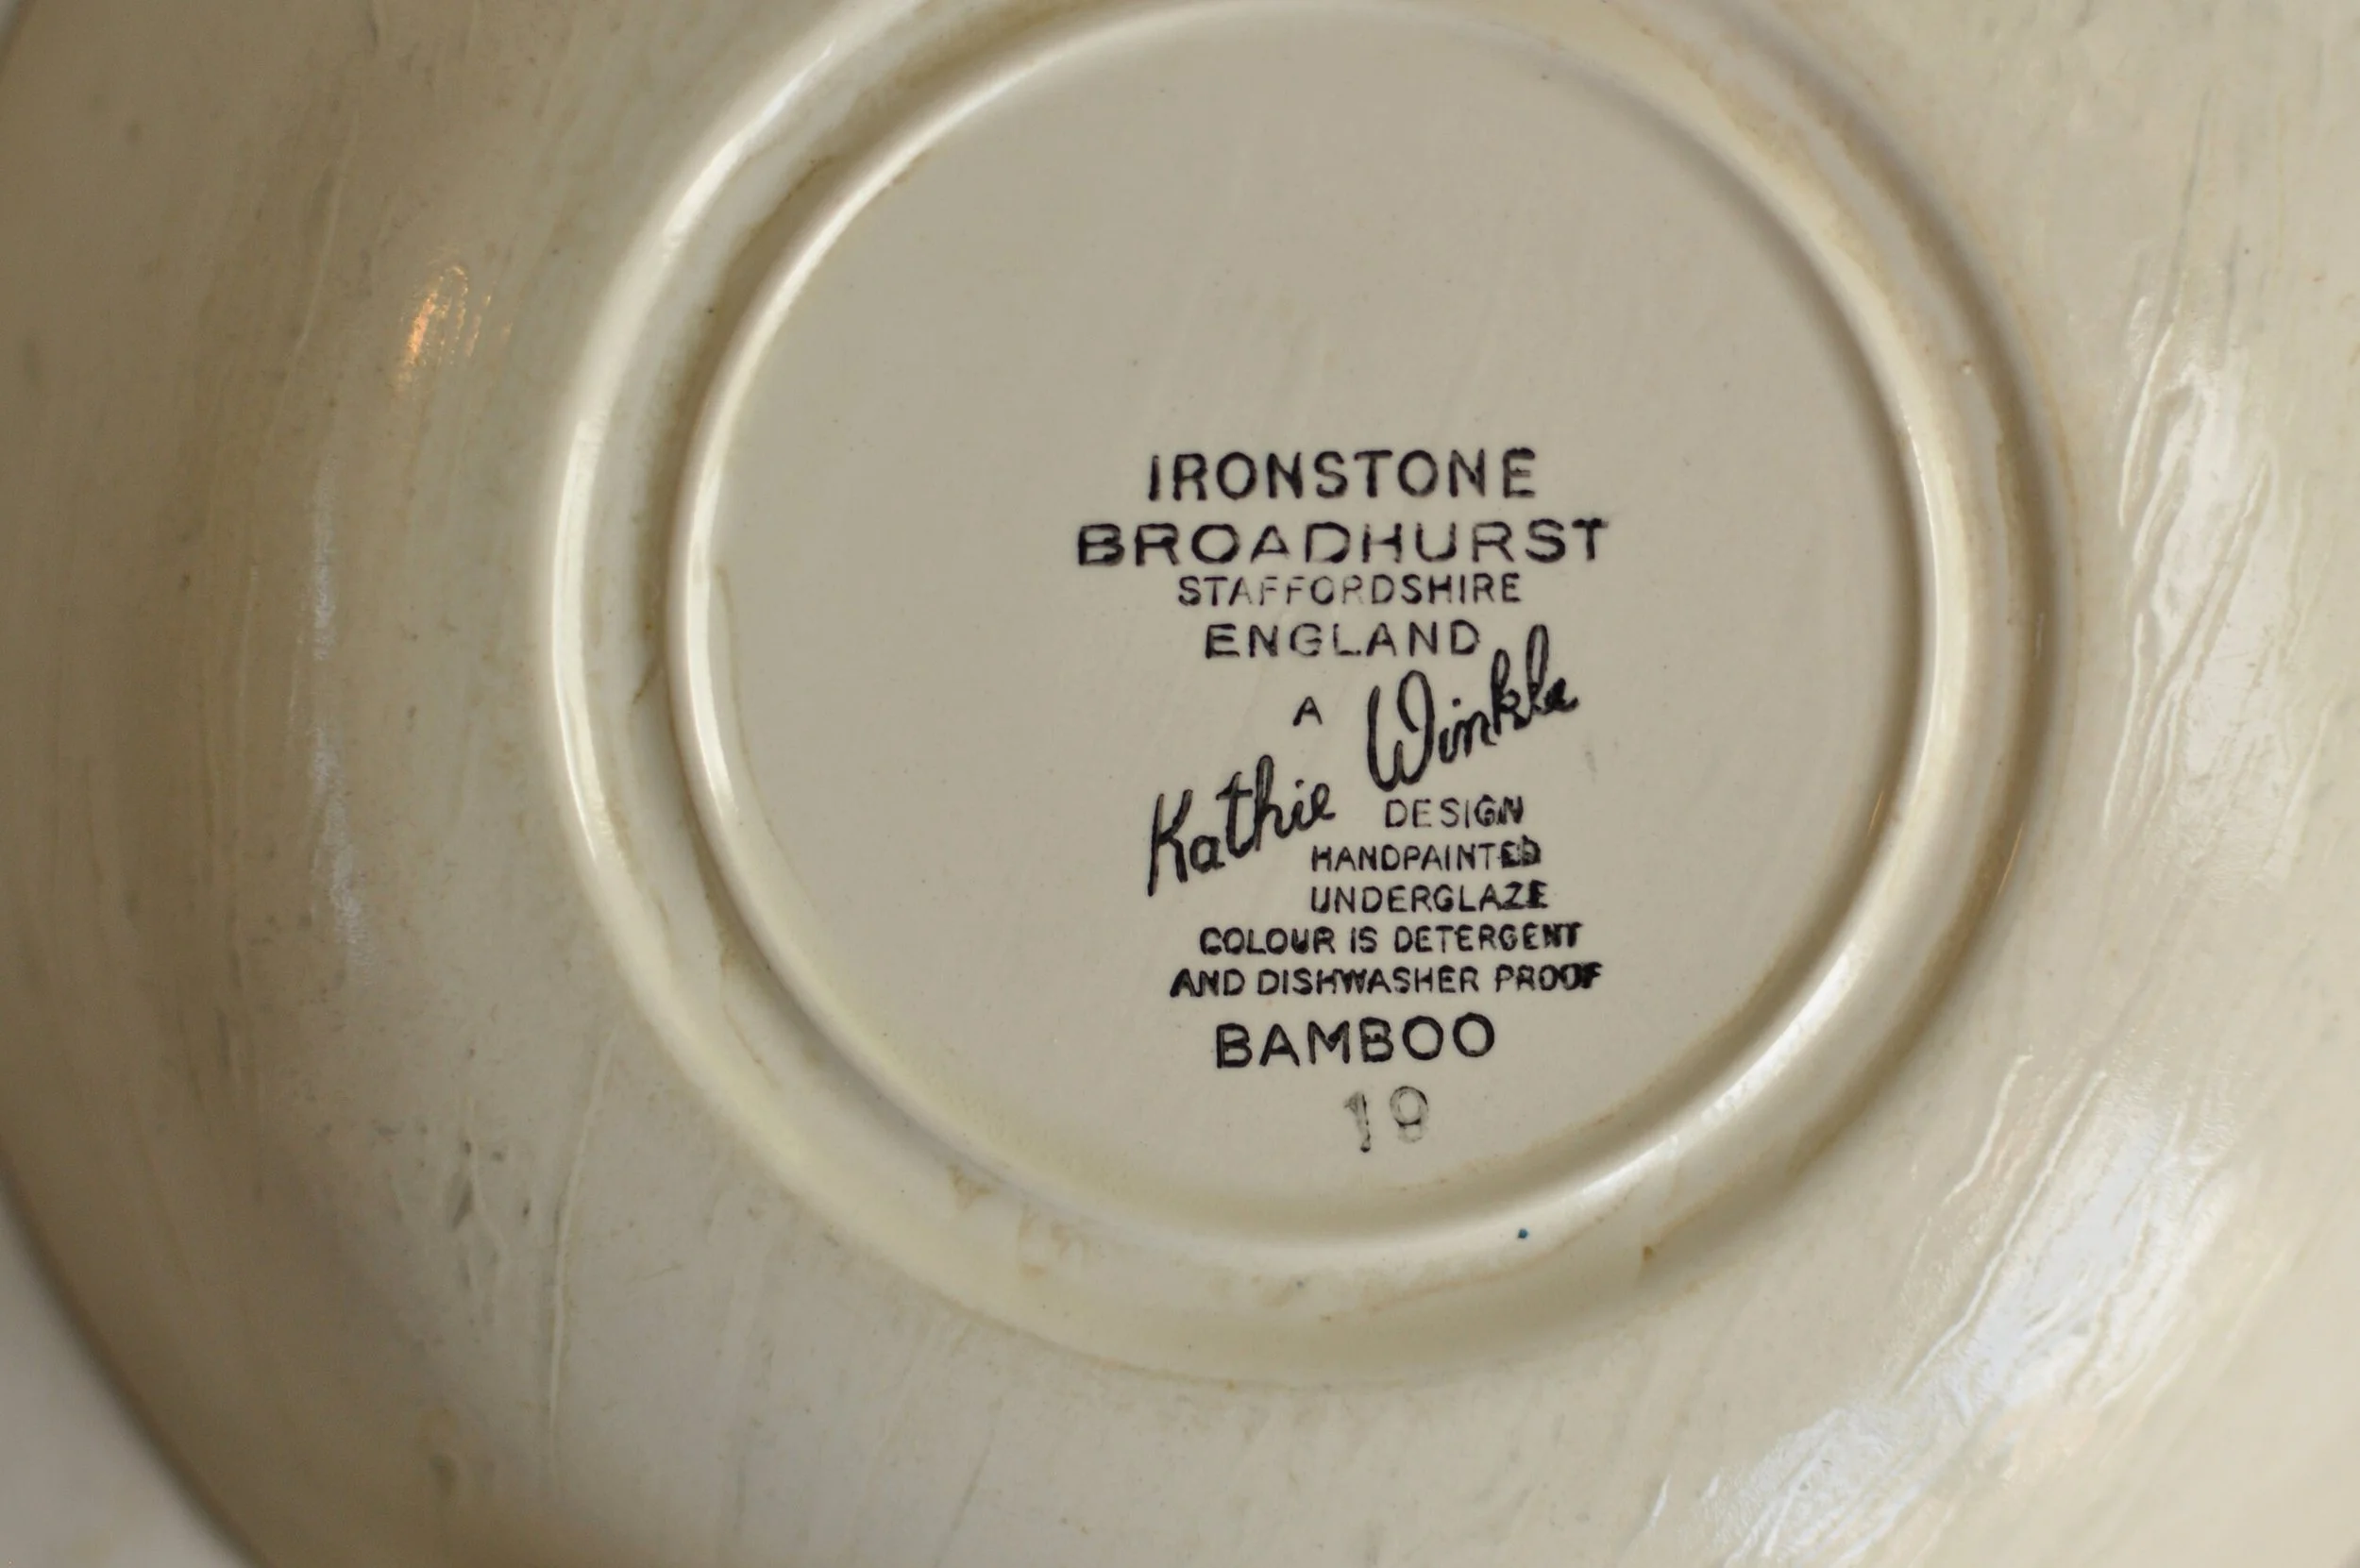 IRONSTONE
BROADHURST
STAFFORDSHIRE
ENGLAND
A
Kathie Winkle
DESIGN
HANDPAINTED
UNDERGLAZE
COLOUR IS DETERGENT
AND DISHWASHER PROOF
BAMBOO
19